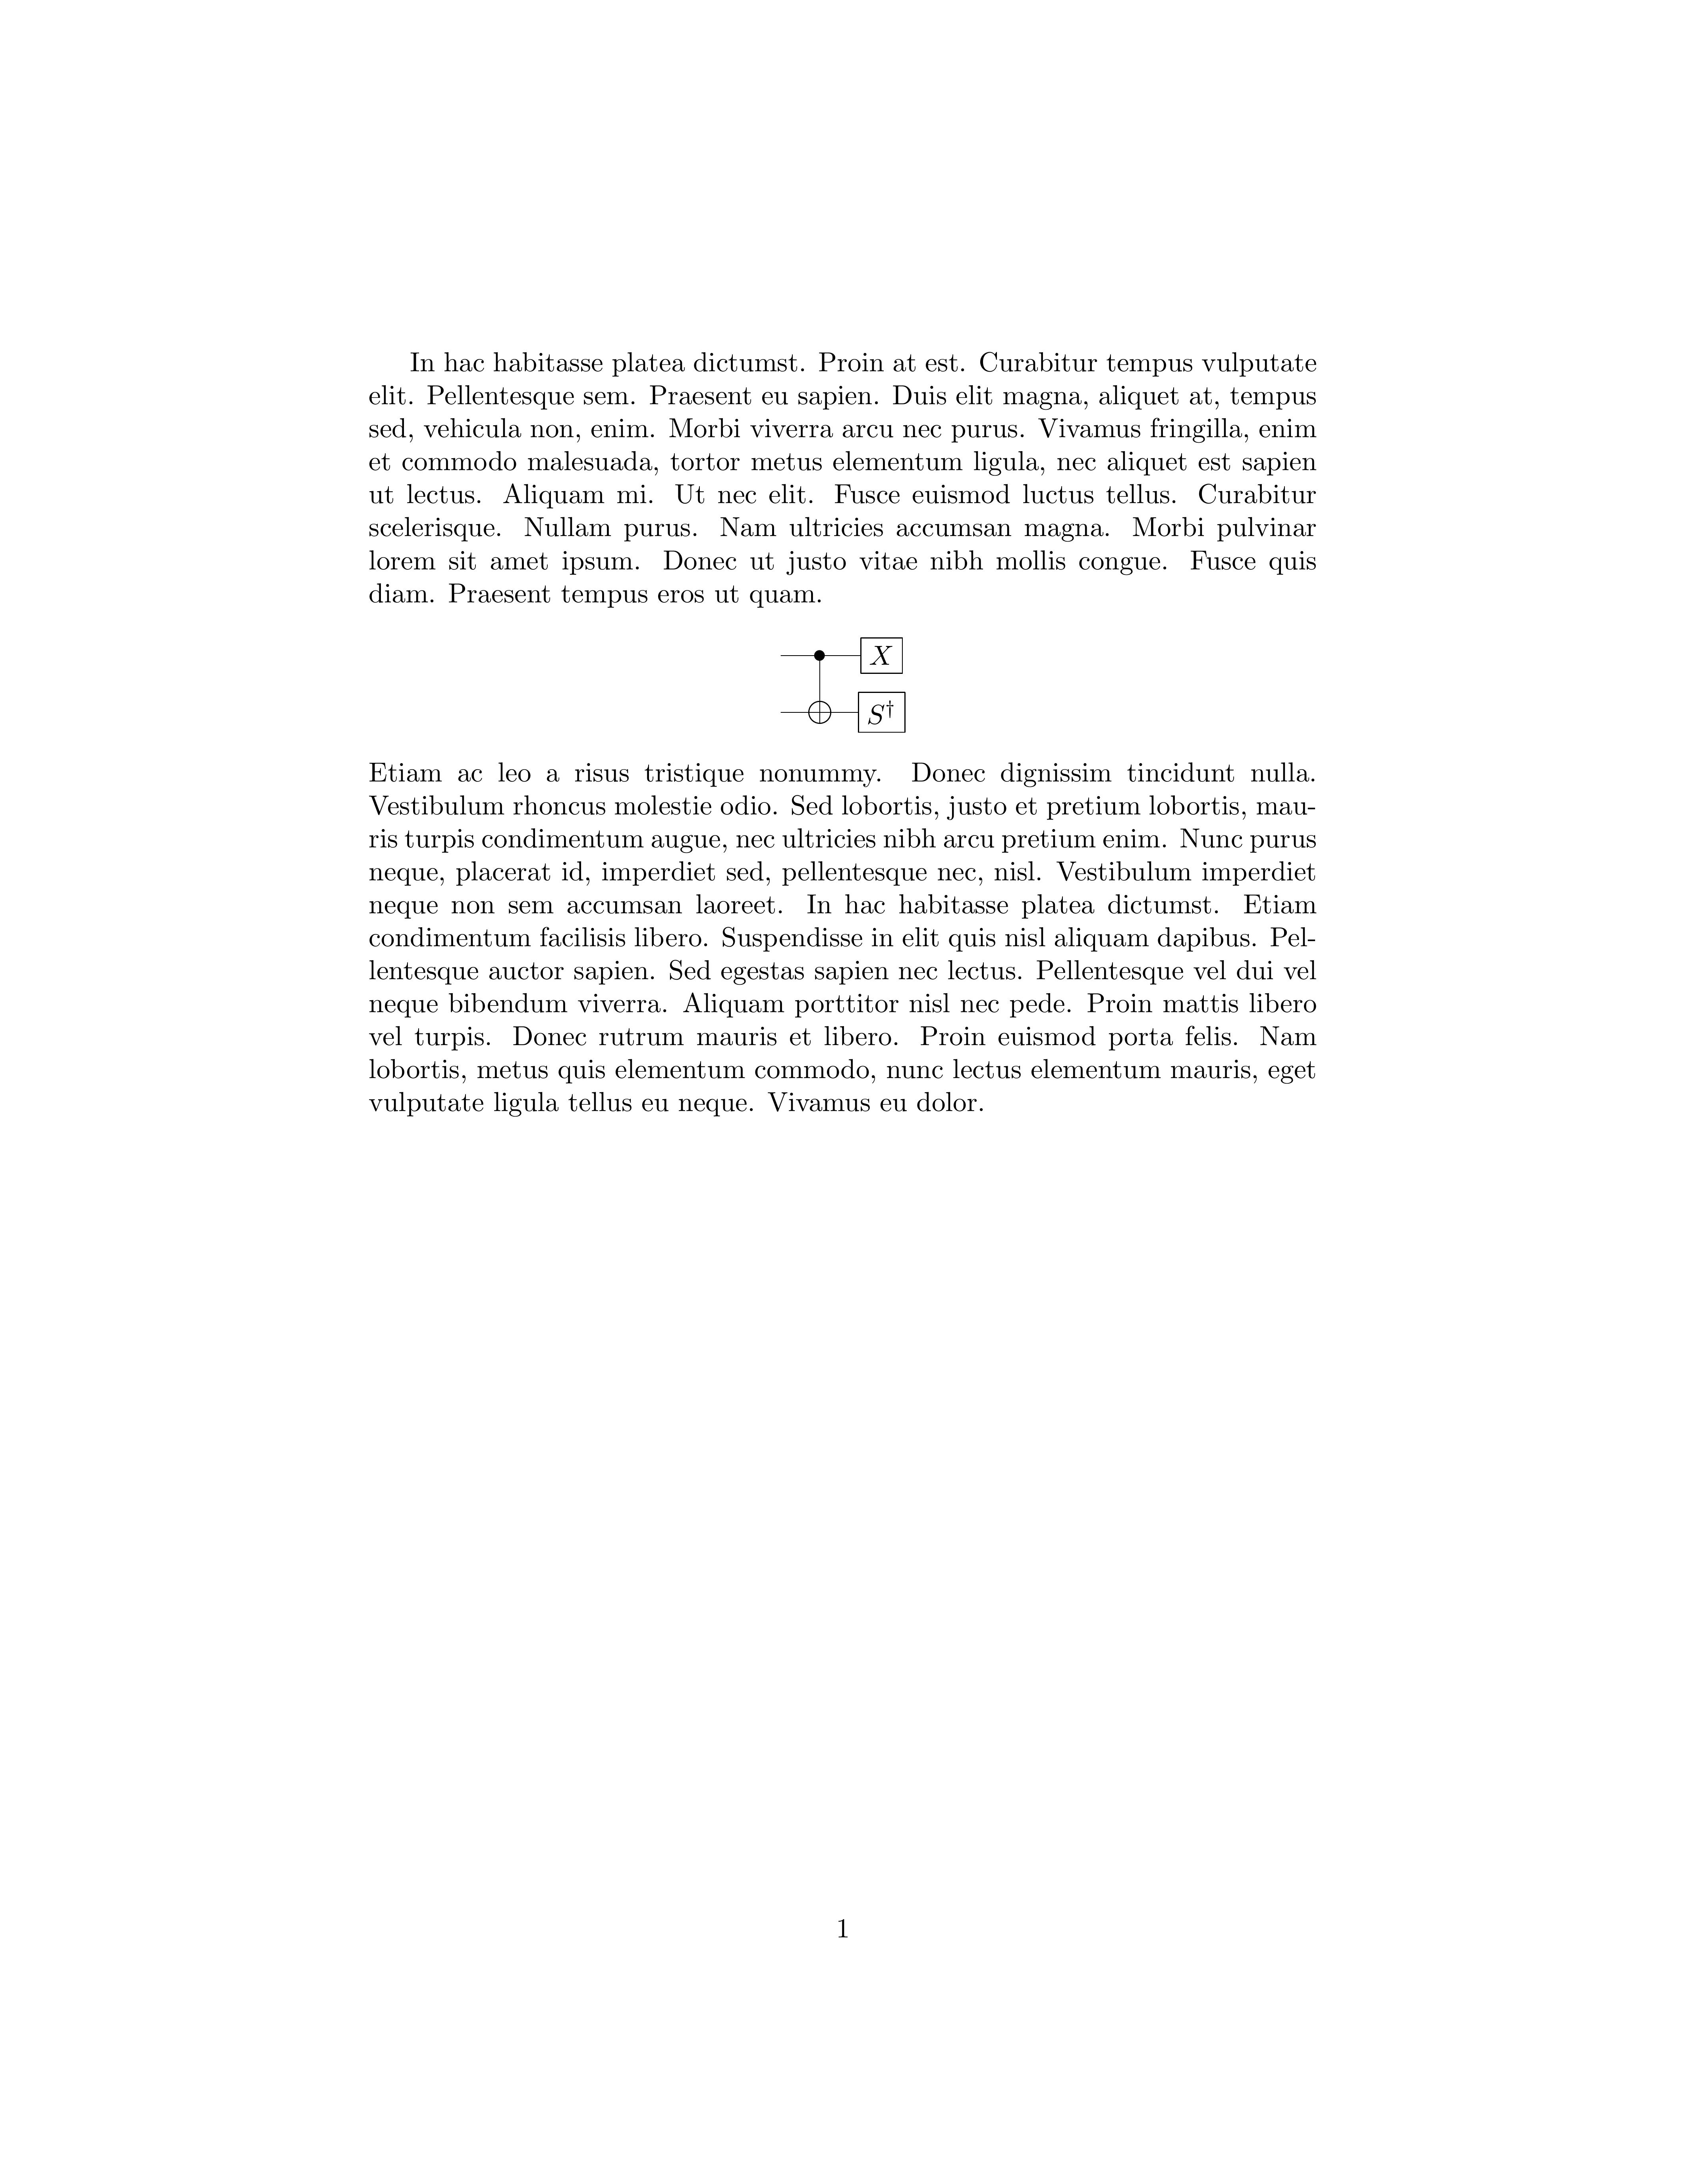 In hac habitasse platea dictumst. Proin at est. Curabitur tempus vulputate
elit. Pellentesque sem. Praesent eu sapien. Duis elit magna, aliquet at, tempus
sed, vehicula non, enim. Morbi viverra arcu nec purus. Vivamus fringilla, enim
et commodo malesuada, tortor metus elementum ligula, nec aliquet est sapien
ut lectus. Aliquam mi. Ut nec elit. Fusce euismod luctus tellus. Curabitur
scelerisque. Nullam purus. Nam ultricies accumsan magna. Morbi pulvinar
lorem sit amet ipsum. Donec ut justo vitae nibh mollis congue. Fusce quis
diam. Praesent tempus eros ut quam.
X
S†
Etiam ac leo a risus tristique nonummy. Donec dignissim tincidunt nulla.
Vestibulum rhoncus molestie odio. Sed lobortis, justo et pretium lobortis, mau-
ris turpis condimentum augue, nec ultricies nibh arcu pretium enim. Nunc purus
neque, placerat id, imperdiet sed, pellentesque nec, nisl. Vestibulum imperdiet
neque non sem accumsan laoreet. In hac habitasse platea dictumst. Etiam
condimentum facilisis libero. Suspendisse in elit quis nisl aliquam dapibus. Pel-
lentesque auctor sapien. Sed egestas sapien nec lectus. Pellentesque vel dui vel
neque bibendum viverra. Aliquam porttitor nisl nec pede. Proin mattis libero
vel turpis. Donec rutrum mauris et libero. Proin euismod porta felis. Nam
lobortis, metus quis elementum commodo, nunc lectus elementum mauris, eget
vulputate ligula tellus eu neque. Vivamus eu dolor.
1